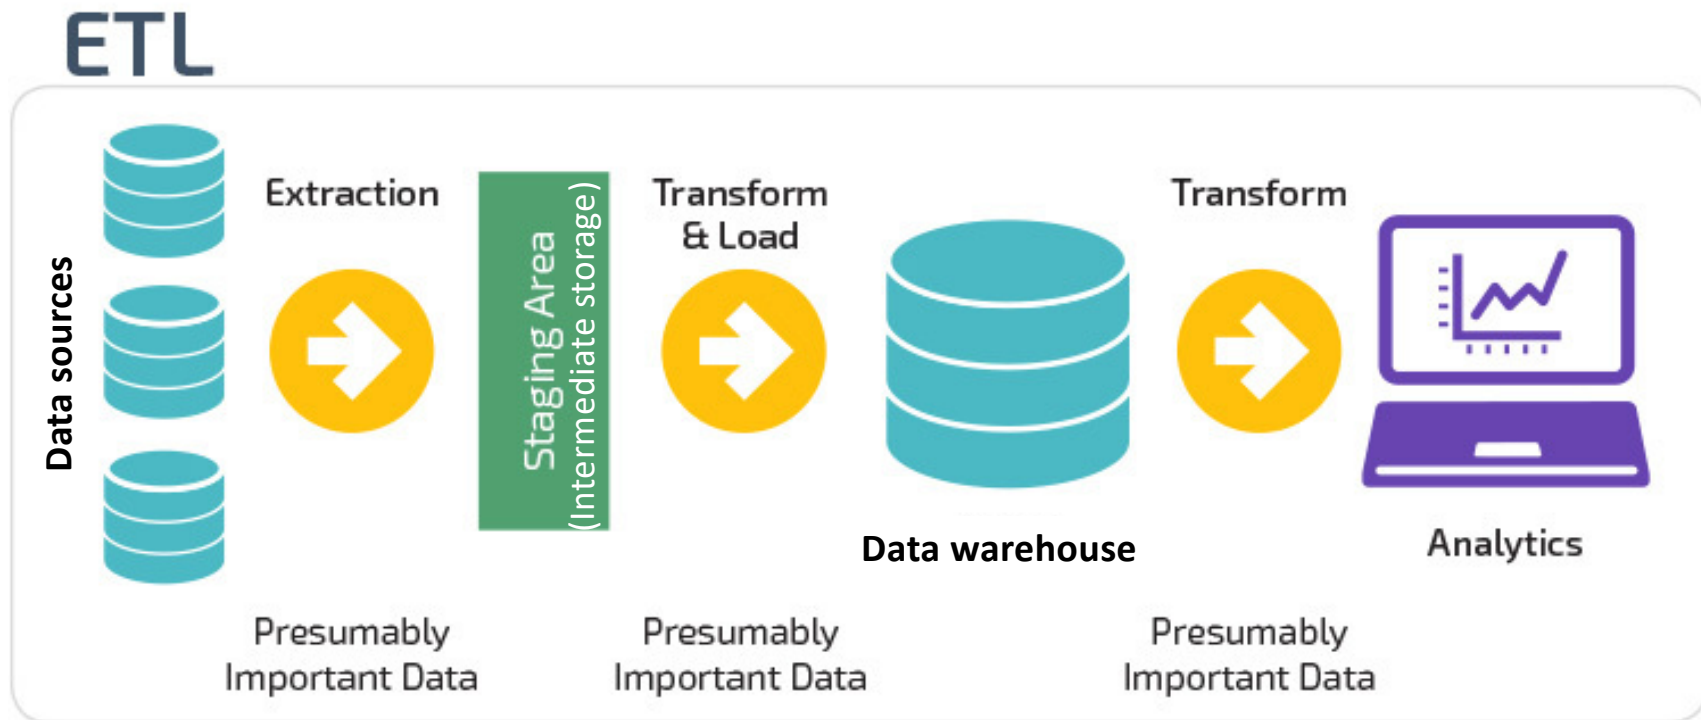 ETL
Data sources
Extraction
Staging Area
(Intermediate storage)
Transform
& Load
Data warehouse
Transform
Analytics
Presumably
Important Data
Presumably
Important Data
Presumably
Important Data